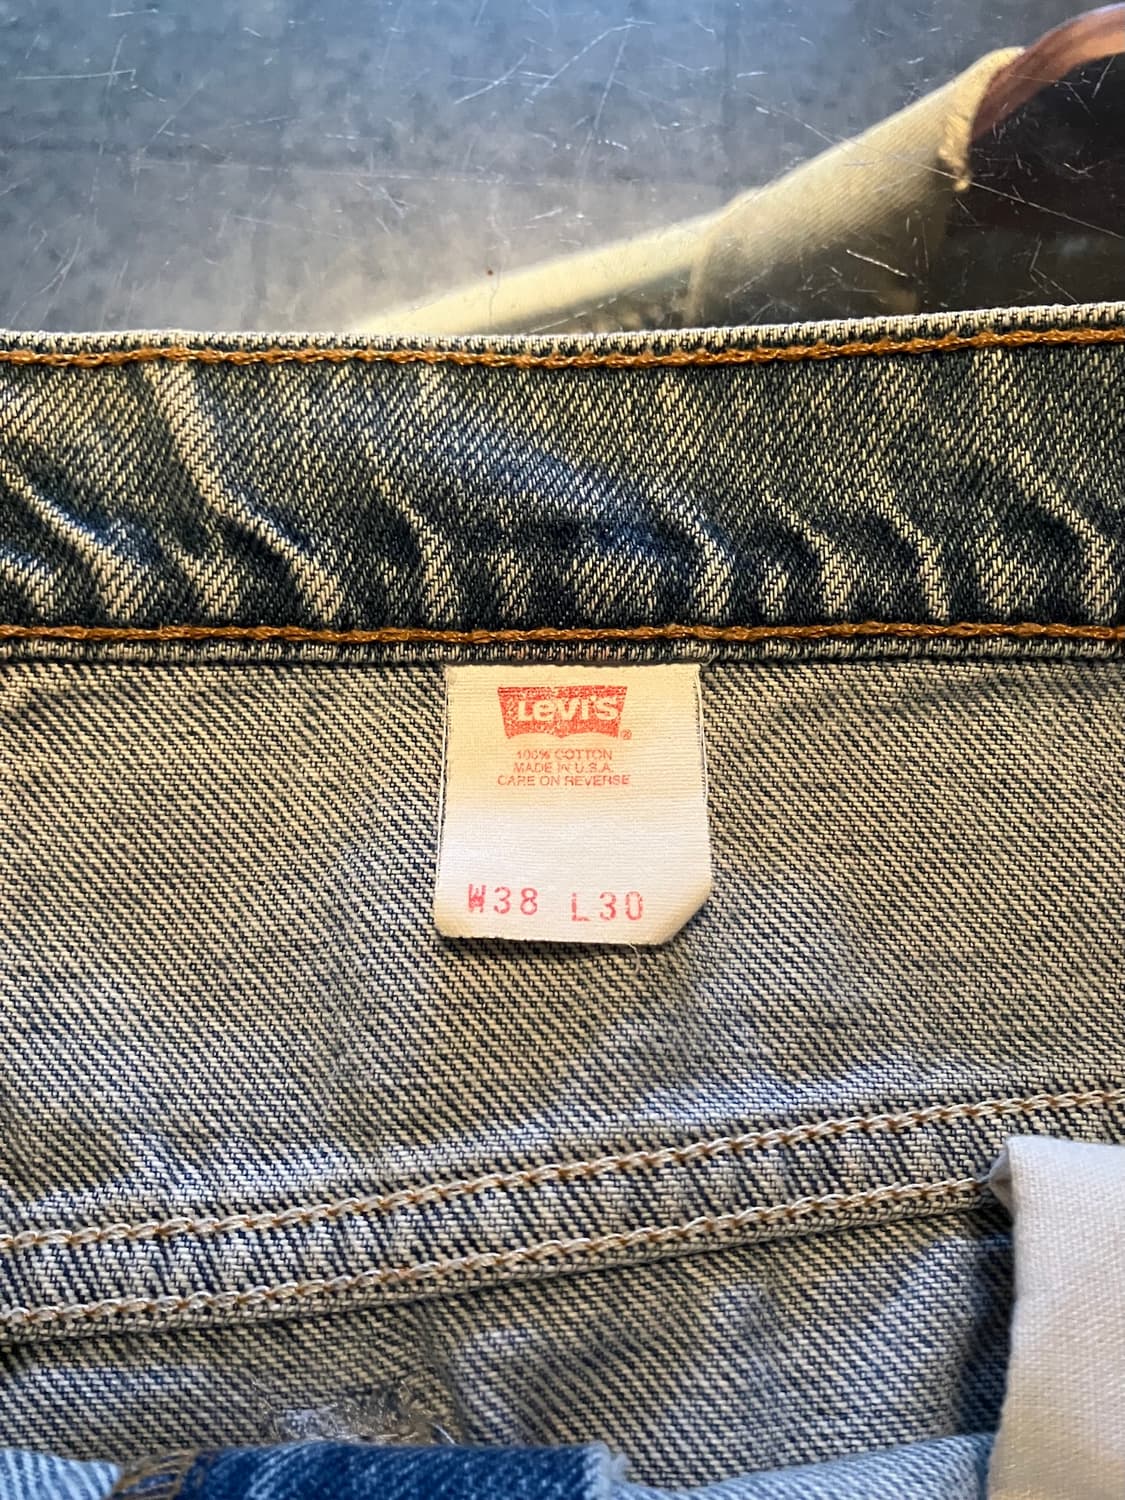 LEVI'S ®
100% COTTON
MADE IN U.S.A.
CARE ON REVERSE
W38 L30